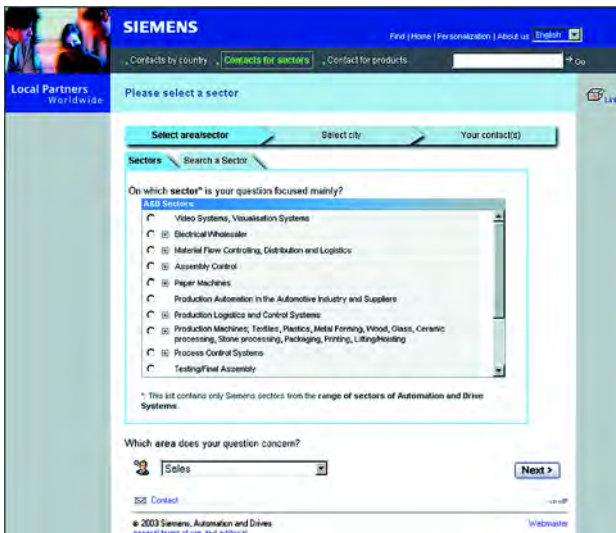 SIEMENS
Find | Home | Personalization | About us English
Contacts by country Contacts for sectors Contact for products Go
Local Partners
Worldwide
Please select a sector
Select area/sector Select city Your contact(s)
Sectors Search a Sector
On which sector* is your question focused mainly?
A&D Sectors
Video Systems, Visualisation Systems
Electrical Wholesaler
Material Flow Controlling, Distribution and Logistics
Assembly Control
Paper Machines
Production Automation in the Automotive Industry and Suppliers
Production Logistics and Control Systems
Production Machines; Textiles, Plastics, Metal Forming, Wood, Glass, Ceramic
processing, Stone processing, Packaging, Printing, Lifting/Hoisting
Process Control Systems
Testing/Final Assembly
*: This list contains only Siemens sectors from the range of sectors of Automation and Drive
Systems.
Which area does your question concern?
Sales
Next >
Contact
© 2003 Siemens, Automation and Drives
Webmaster